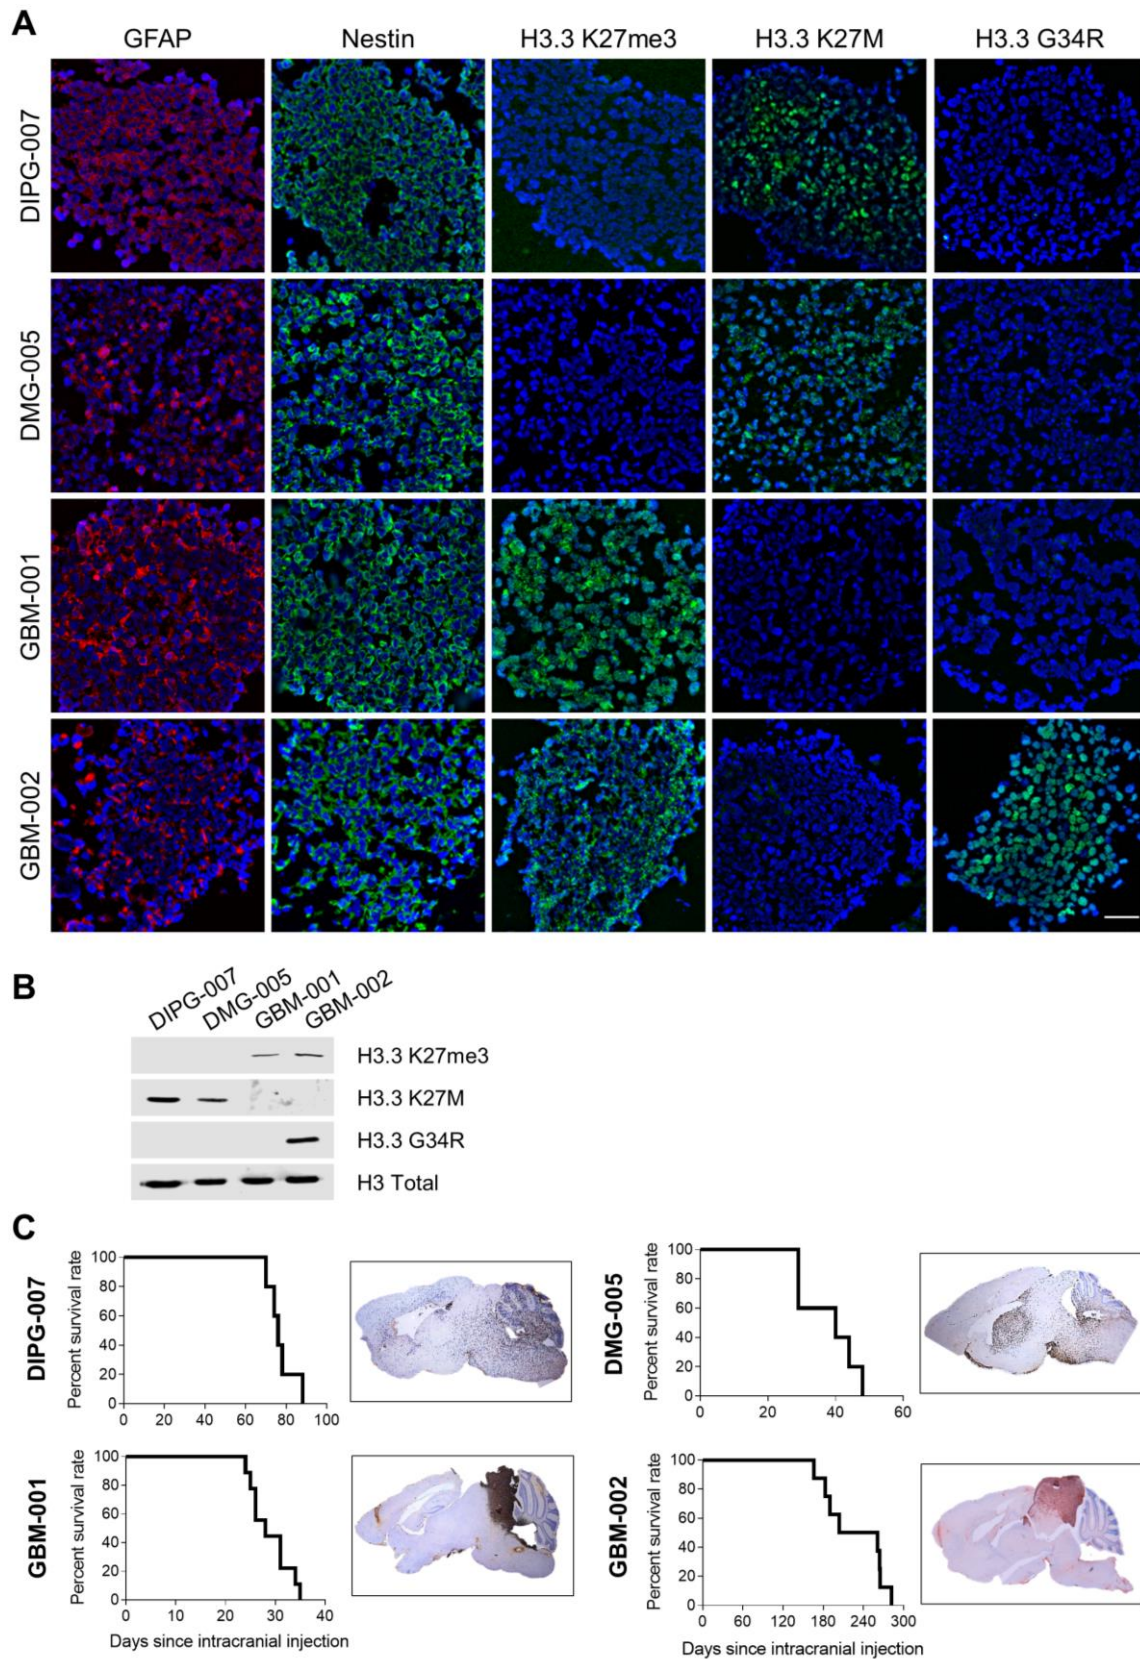 A
GFAP
Nestin
H3.3 K27me3
H3.3 K27M
H3.3 G34R
DIPG-007
DMG-005
GBM-001
GBM-002
B
DIPG-007
DMG-005
GBM-001
GBM-002
H3.3 K27me3
H3.3 K27M
H3.3 G34R
H3 Total
C
DIPG-007
Percent survival rate
100
80
60
40
20
0
0 20 40 60 80 100
DMG-005
Percent survival rate
100
80
60
40
20
0
0 20 40 60
GBM-001
Percent survival rate
100
80
60
40
20
0
0 10 20 30 40
Days since intracranial injection
GBM-002
Percent survival rate
100
80
60
40
20
0
0 60 120 180 240 300
Days since intracranial injection